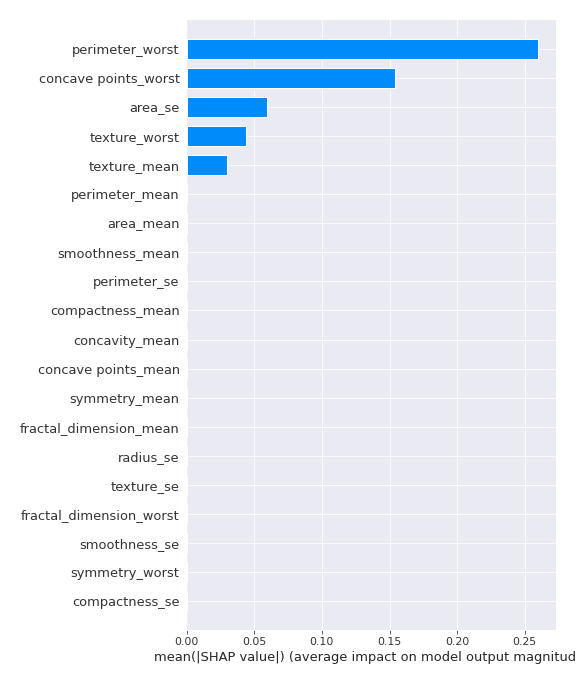 perimeter_worst
concave points_worst
area_se
texture_worst
texture_mean
perimeter_mean
area_mean
smoothness_mean
perimeter_se
compactness_mean
concavity_mean
concave points_mean
symmetry_mean
fractal_dimension_mean
radius_se
texture_se
fractal_dimension_worst
smoothness_se
symmetry_worst
compactness_se
0.00 0.05 0.10 0.15 0.20 0.25
mean(|SHAP value|) (average impact on model output magnitud